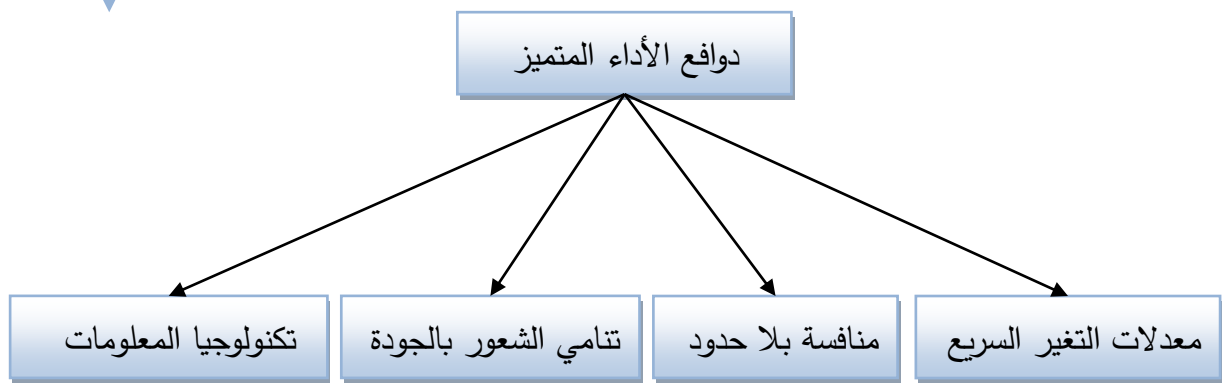 دوافع الأداء المتميز
معدلات التغير السريع
منافسة بلا حدود
تنامي الشعور بالجودة
تكنولوجيا المعلومات